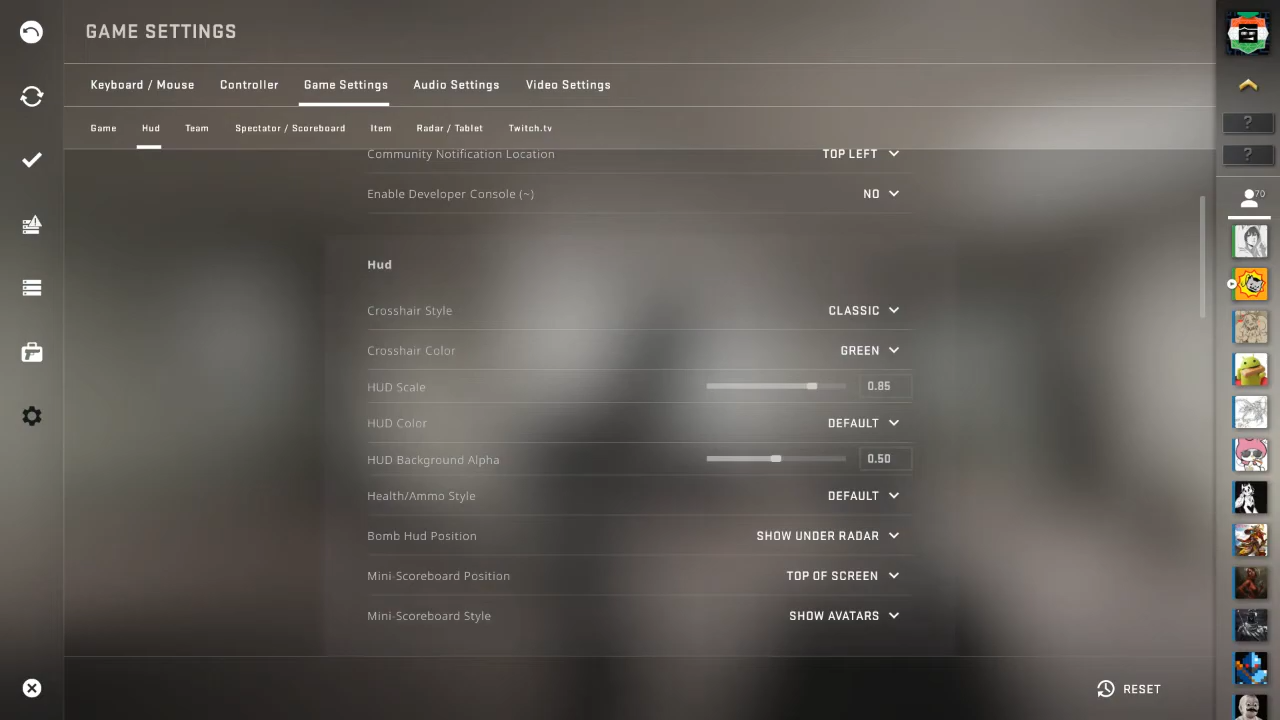 GAME SETTINGS
Keyboard / Mouse Controller Game Settings Audio Settings Video Settings
Game Hud Team Spectator / Scoreboard Item Radar / Tablet Twitch.tv
Community Notification Location TOP LEFT
Enable Developer Console (~) NO
Hud
Crosshair Style CLASSIC
Crosshair Color GREEN
HUD Scale 0.85
HUD Color DEFAULT
HUD Background Alpha 0.50
Health/Ammo Style DEFAULT
Bomb Hud Position SHOW UNDER RADAR
Mini-Scoreboard Position TOP OF SCREEN
Mini-Scoreboard Style SHOW AVATARS
RESET
?
?
70